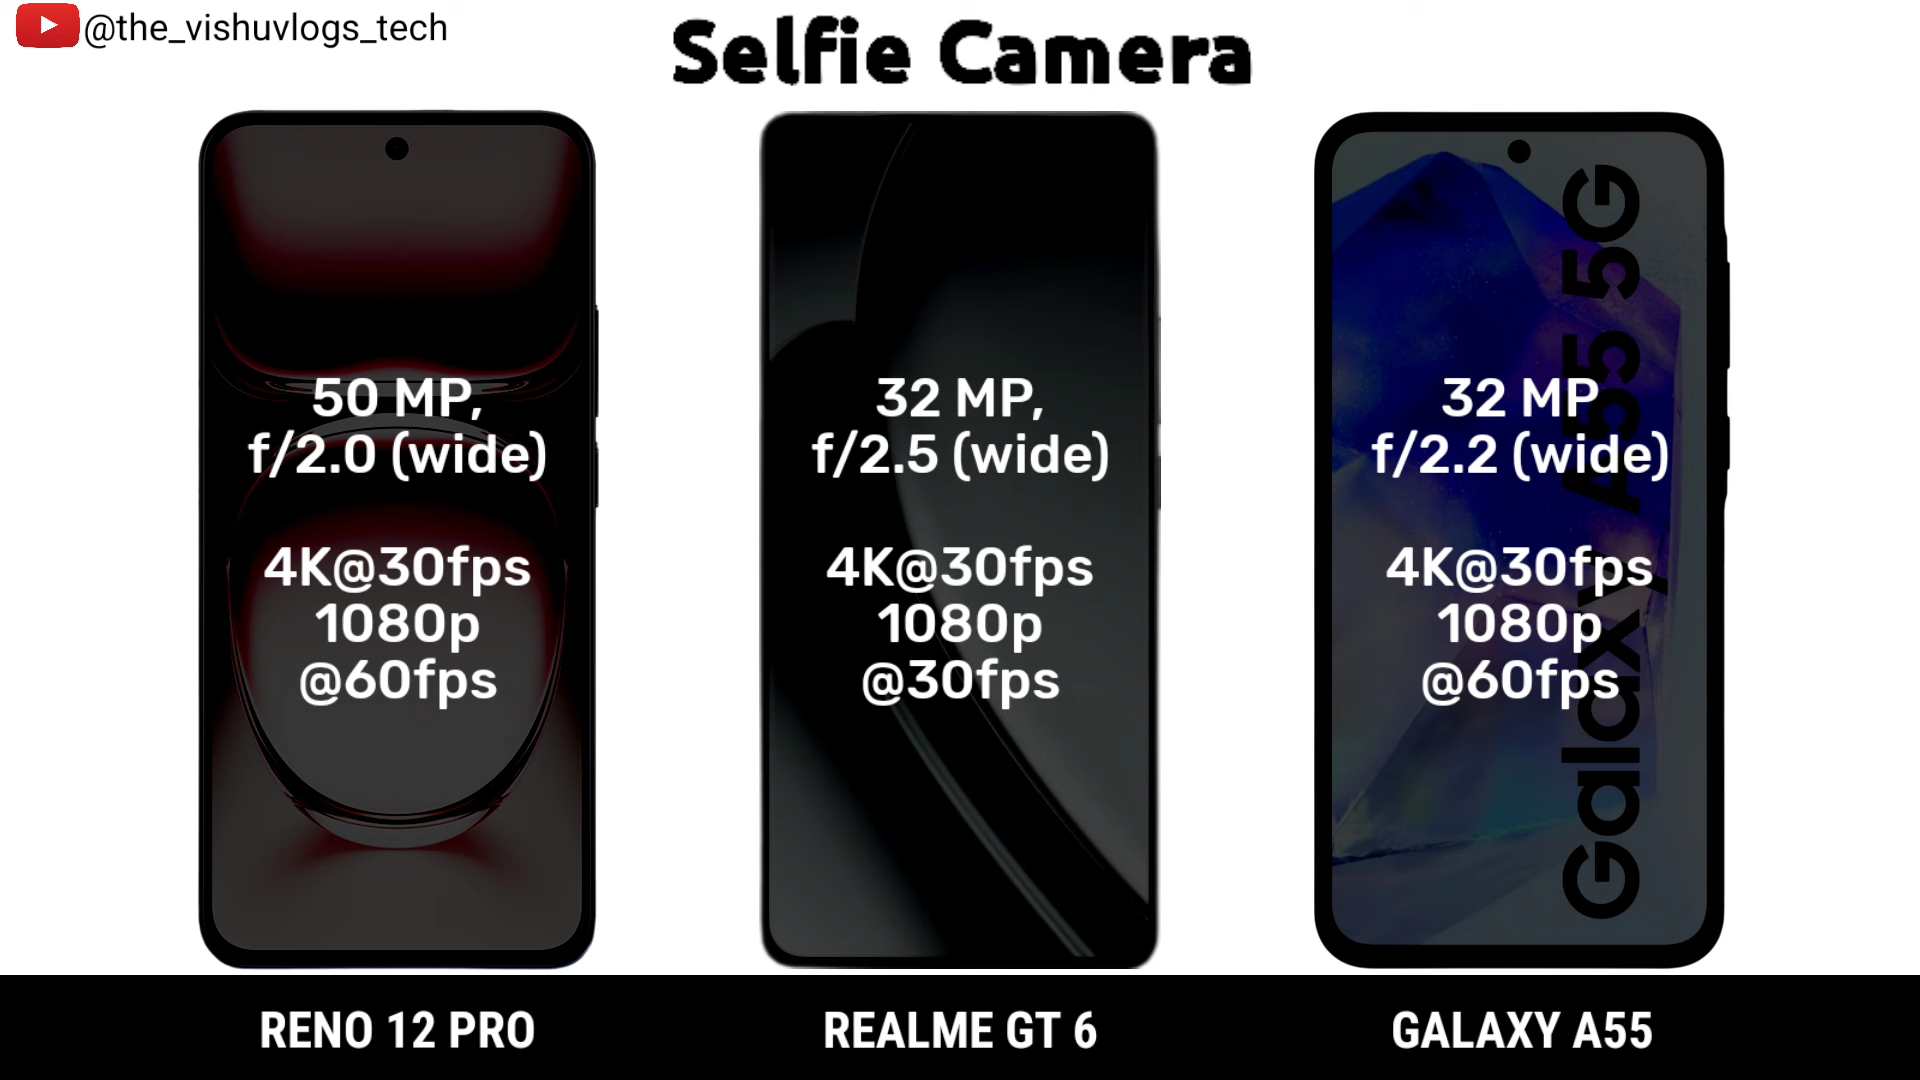 @the_vishuvlogs_tech
Selfie Camera
50 MP,
f/2.0 (wide)
4K@30fps
1080p
@60fps
32 MP,
f/2.5 (wide)
4K@30fps
1080p
@30fps
32 MP
f/2.2 (wide)
4K@30fps
1080p
@60fps
Galaxy A55 5G
RENO 12 PRO
REALME GT 6
GALAXY A55